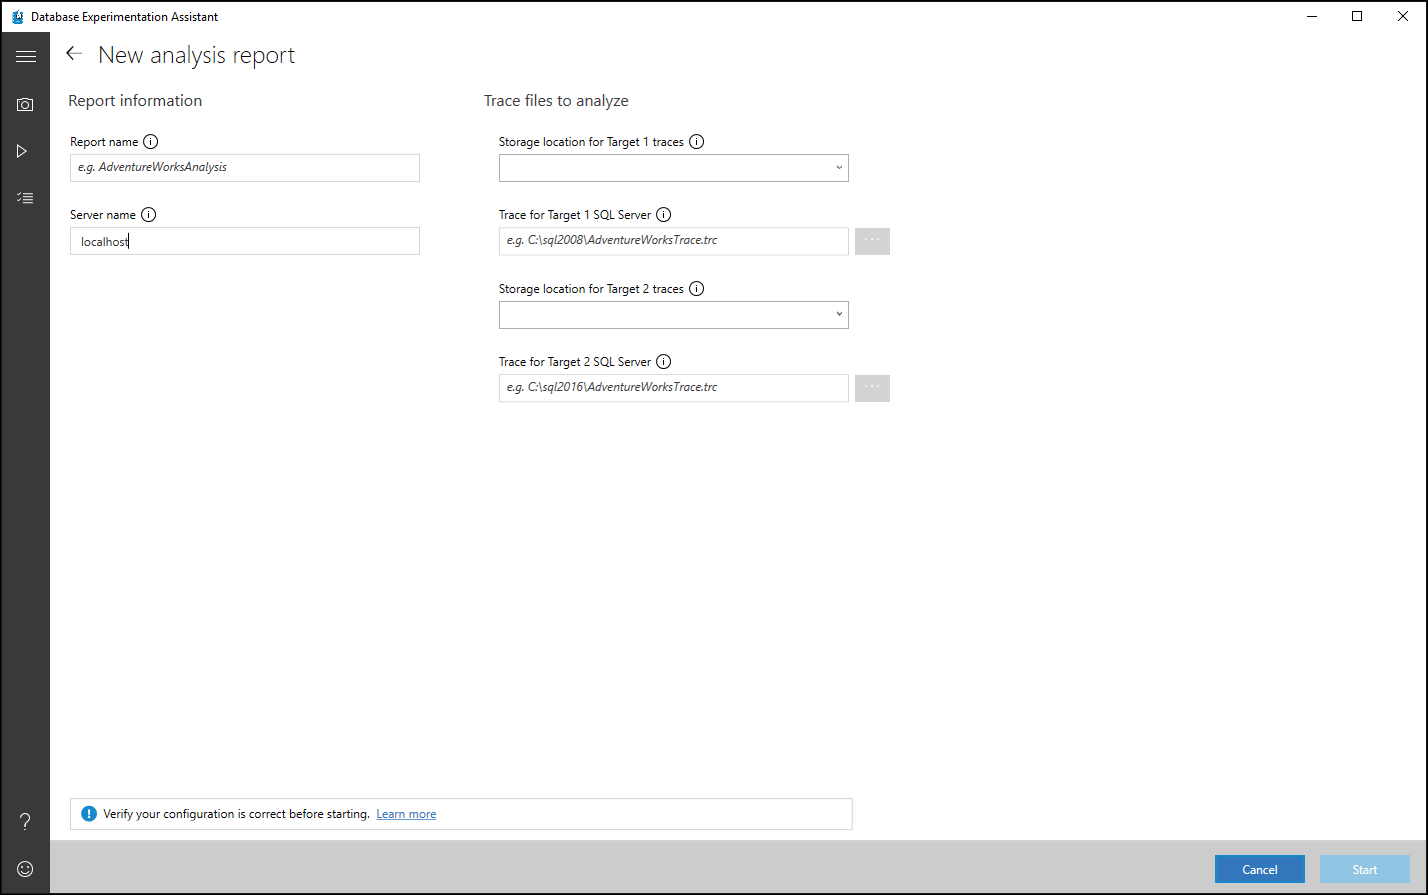 Database Experimentation Assistant
New analysis report
Report information
Report name
e.g. AdventureWorksAnalysis
Server name
localhost
Trace files to analyze
Storage location for Target 1 traces
Trace for Target 1 SQL Server
e.g. C:\sql2008\AdventureWorksTrace.trc
...
Storage location for Target 2 traces
Trace for Target 2 SQL Server
e.g. C:\sql2016\AdventureWorksTrace.trc
...
Verify your configuration is correct before starting. Learn more
Cancel
Start